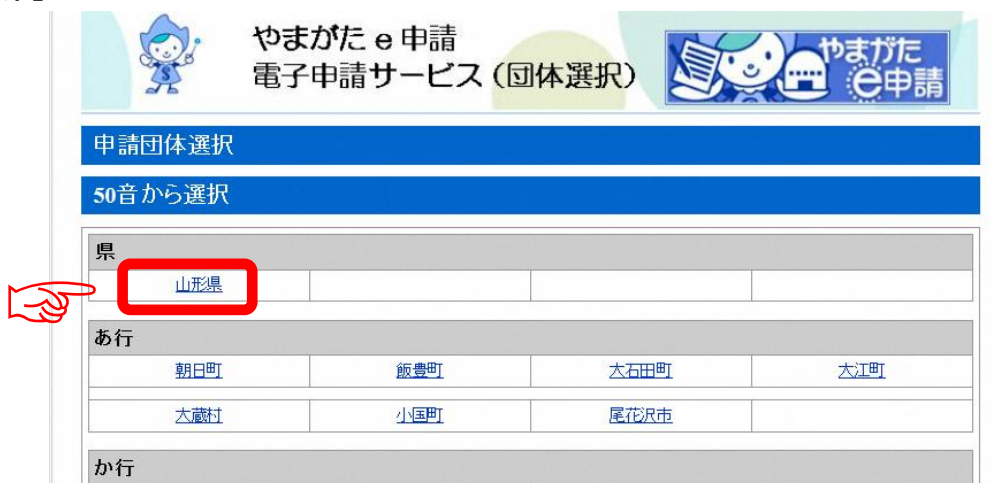 やまがた e 申請
電子申請サービス (団体選択)
やまがた
e申請
S
申請団体選択
50音から選択
県
山形県
あ行
朝日町 飯豊町 大石田町 大江町
大蔵村 小国町 尾花沢市
か行